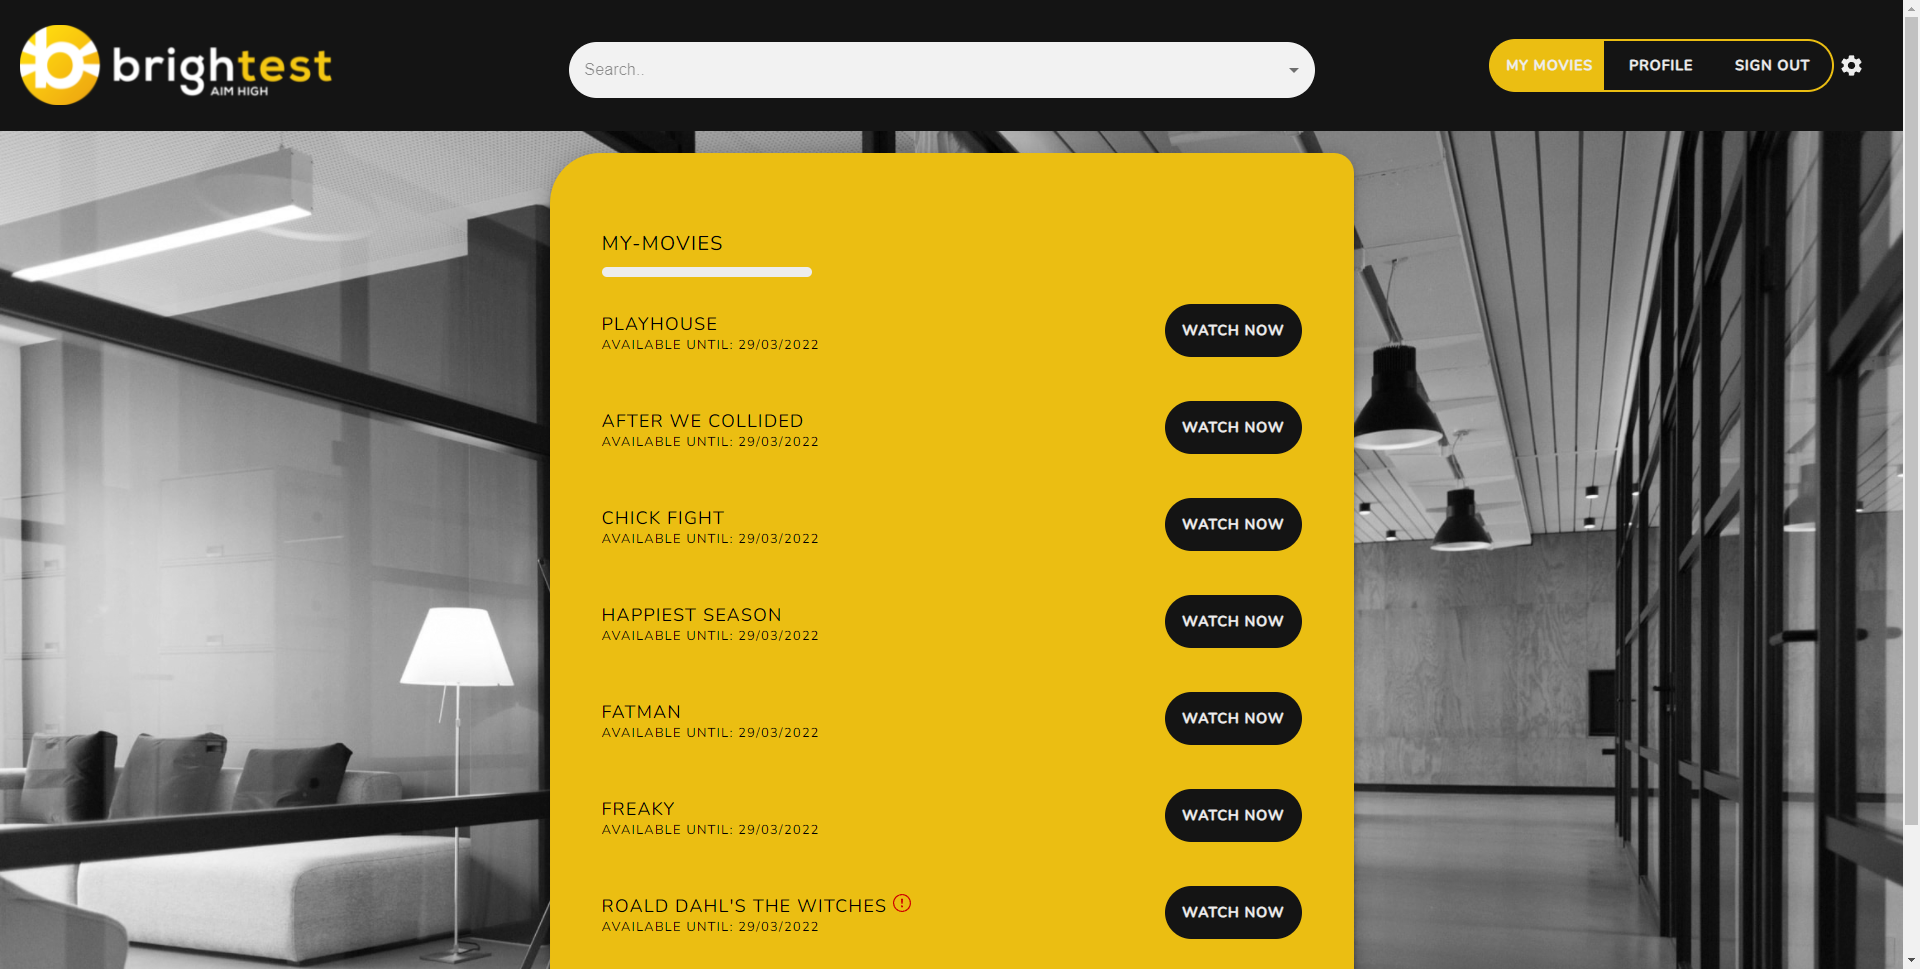 brightest
AIM HIGH
Search..
MY MOVIES
PROFILE
SIGN OUT
MY-MOVIES
PLAYHOUSE
AVAILABLE UNTIL: 29/03/2022
WATCH NOW
AFTER WE COLLIDED
AVAILABLE UNTIL: 29/03/2022
WATCH NOW
CHICK FIGHT
AVAILABLE UNTIL: 29/03/2022
WATCH NOW
HAPPIEST SEASON
AVAILABLE UNTIL: 29/03/2022
WATCH NOW
FATMAN
AVAILABLE UNTIL: 29/03/2022
WATCH NOW
FREAKY
AVAILABLE UNTIL: 29/03/2022
WATCH NOW
ROALD DAHL'S THE WITCHES
AVAILABLE UNTIL: 29/03/2022
WATCH NOW